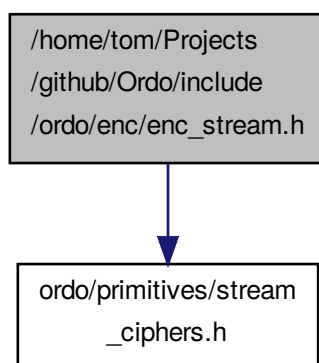 /home/tom/Projects
/github/Ordo/include
/ordo/enc/enc_stream.h
ordo/primitives/stream
_ciphers.h